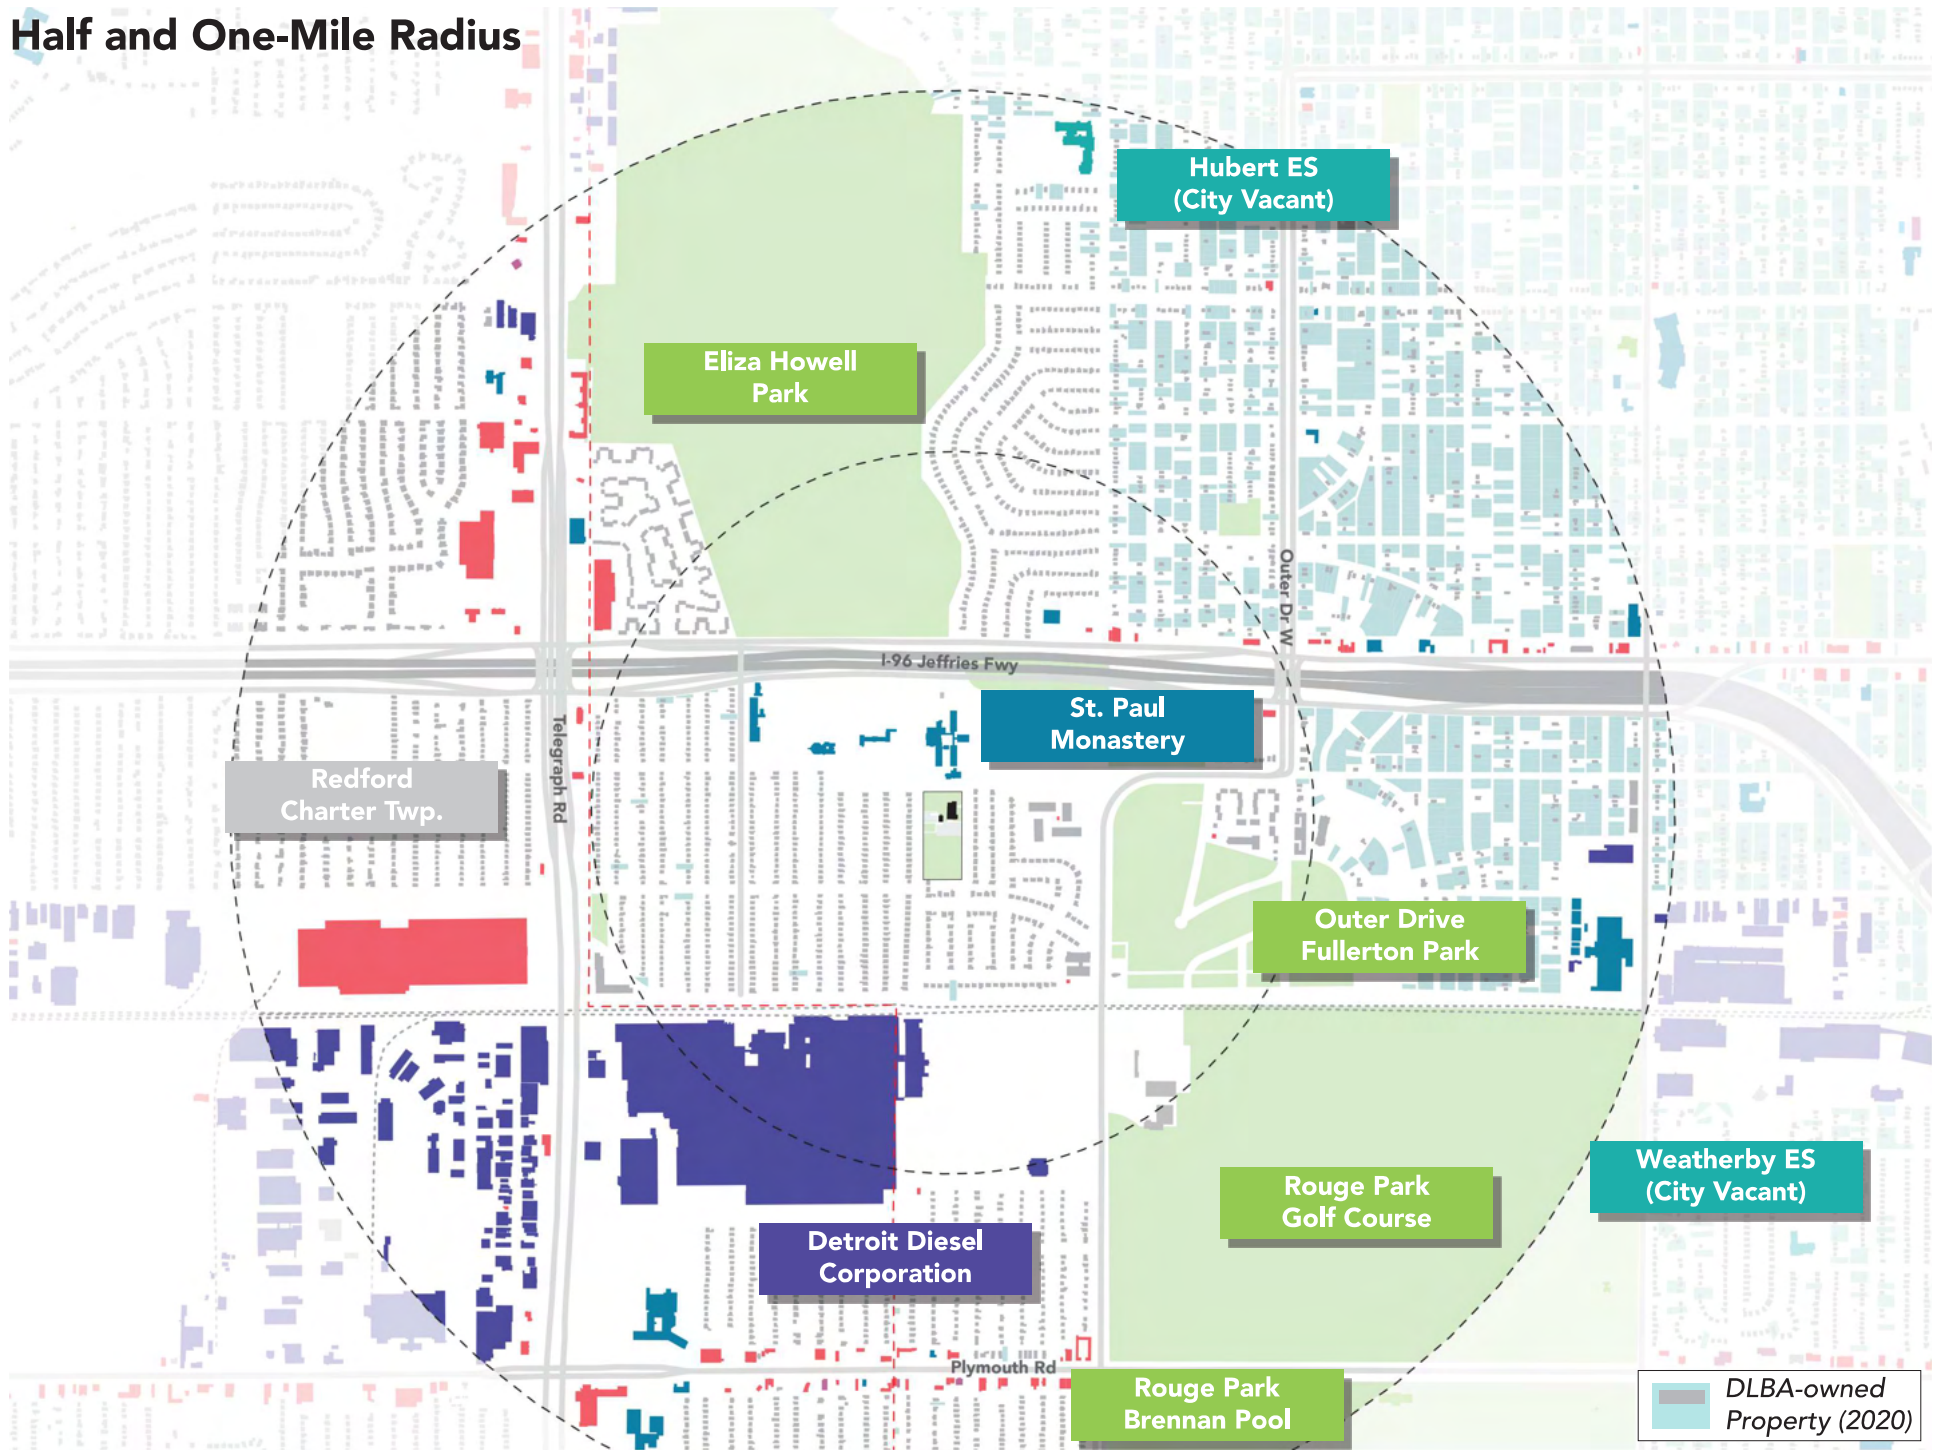 Half and One-Mile Radius
Hubert ES
(City Vacant)
Eliza Howell
Park
Outer Dr W
I-96 Jeffries Fwy
St. Paul
Monastery
Telegraph Rd
Redford
Charter Twp.
Outer Drive
Fullerton Park
Weatherby ES
(City Vacant)
Rouge Park
Golf Course
Detroit Diesel
Corporation
Plymouth Rd
Rouge Park
Brennan Pool
DLBA-owned
Property (2020)